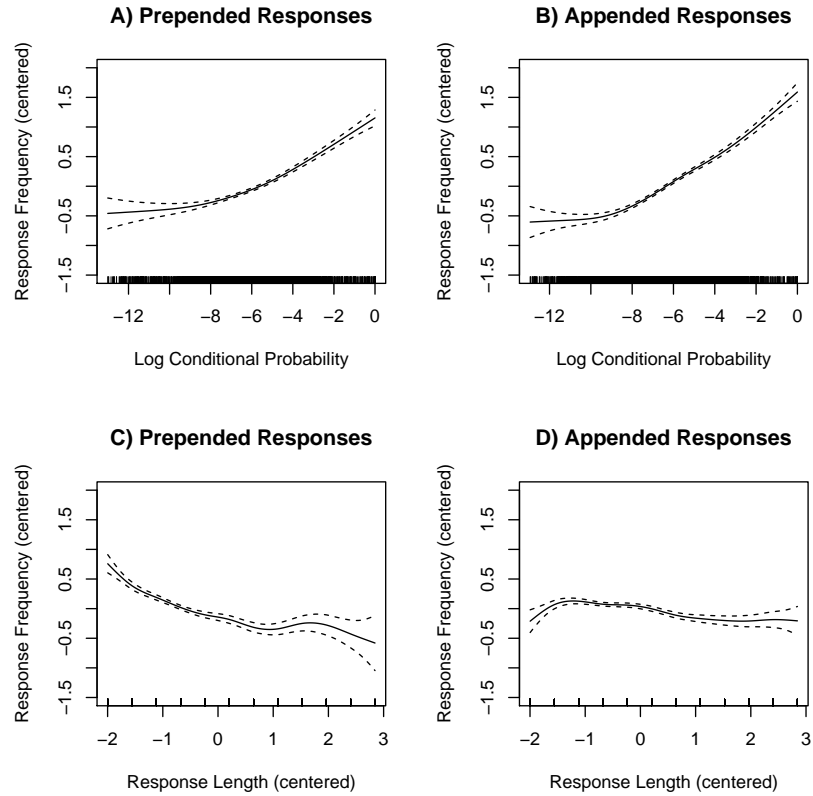 A) Prepended Responses
Response Frequency (centered)
−1.5 −0.5 0.5 1.5
−12 −10 −8 −6 −4 −2 0
Log Conditional Probability
B) Appended Responses
Response Frequency (centered)
−1.5 −0.5 0.5 1.5
−12 −10 −8 −6 −4 −2 0
Log Conditional Probability
C) Prepended Responses
Response Frequency (centered)
−1.5 −0.5 0.5 1.5
−2 −1 0 1 2 3
Response Length (centered)
D) Appended Responses
Response Frequency (centered)
−1.5 −0.5 0.5 1.5
−2 −1 0 1 2 3
Response Length (centered)